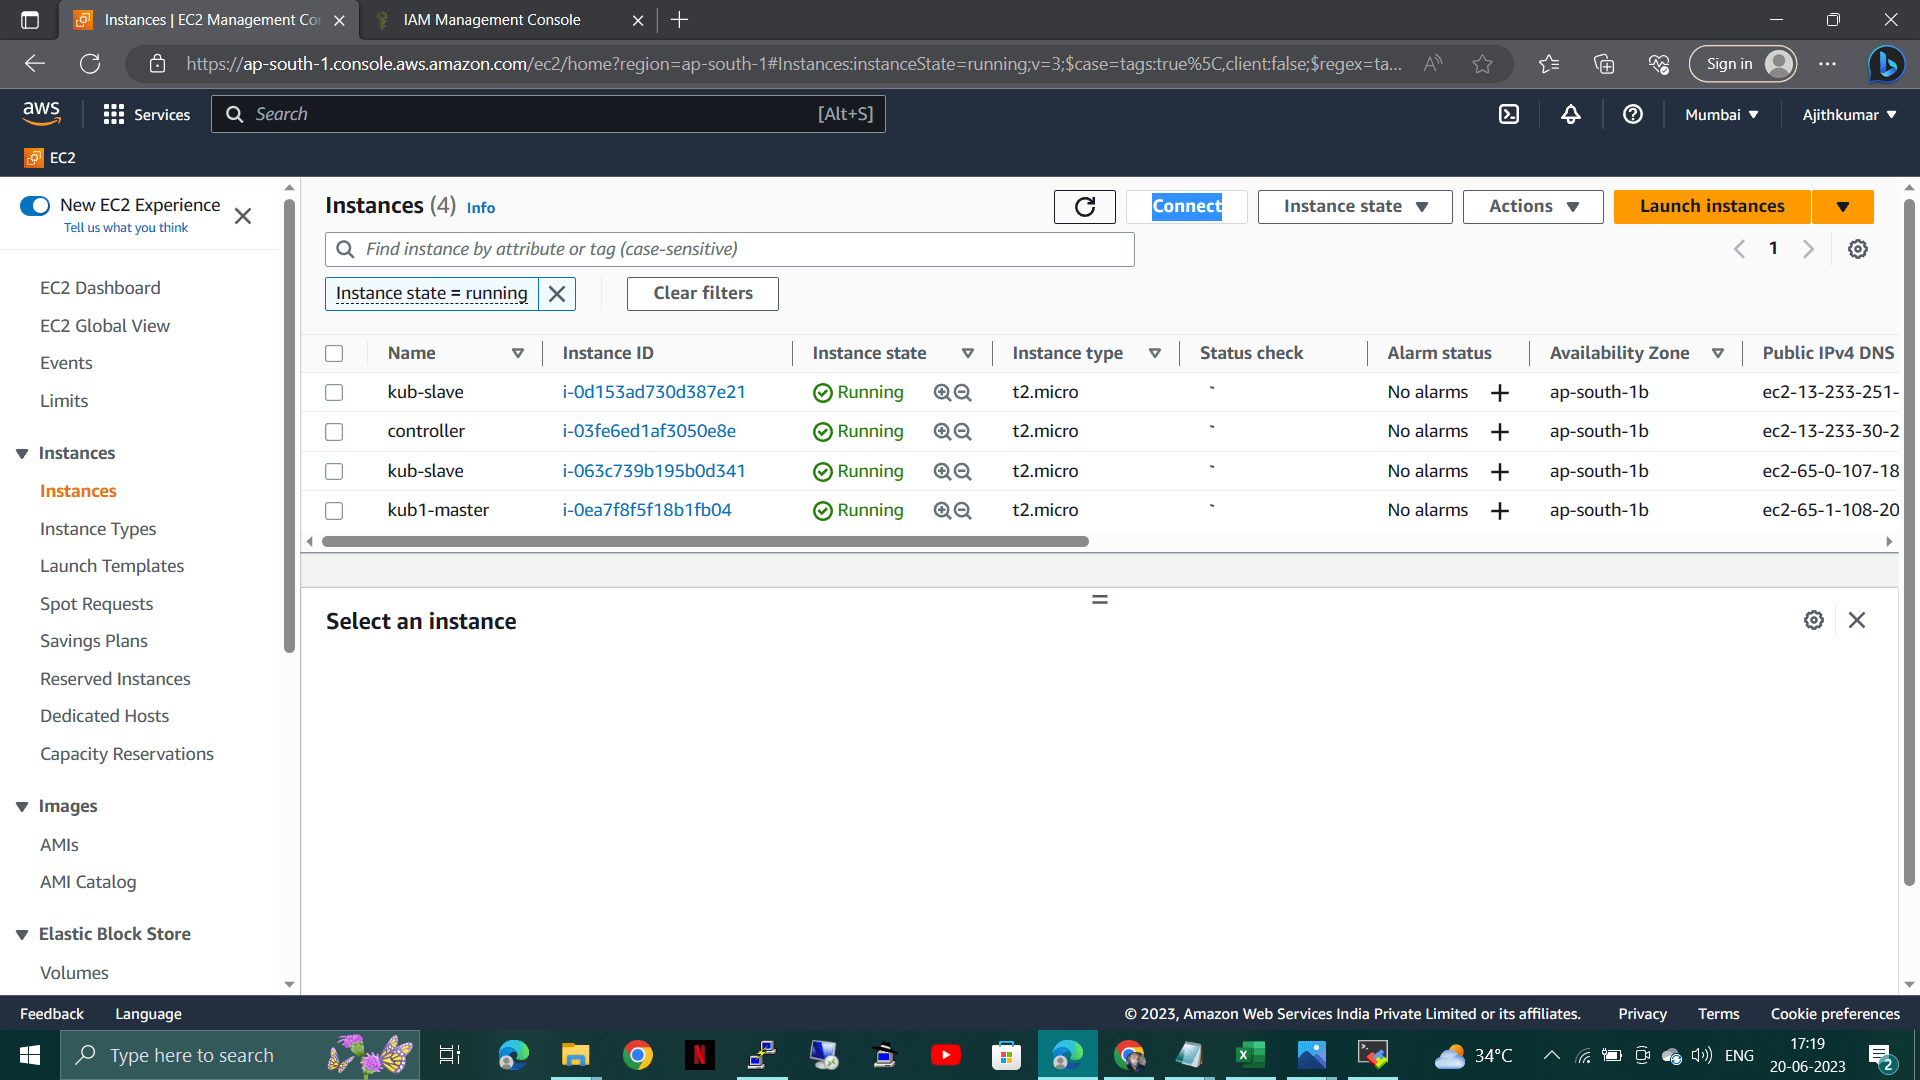 Instances | EC2 Management Co
IAM Management Console
https://ap-south-1.console.aws.amazon.com/ec2/home?region=ap-south-1#Instances:instanceState=running;v=3;$case=tags:true%5C,client:false;$regex=ta...
Sign in
aws
Services
Search
[Alt+S]
Mumbai
Ajithkumar
EC2
New EC2 Experience
Tell us what you think
EC2 Dashboard
EC2 Global View
Events
Limits
Instances
Instances
Instance Types
Launch Templates
Spot Requests
Savings Plans
Reserved Instances
Dedicated Hosts
Capacity Reservations
Images
AMIs
AMI Catalog
Elastic Block Store
Volumes
Instances (4) Info
Connect
Instance state
Actions
Launch instances
Find instance by attribute or tag (case-sensitive)
1
Instance state = running
Clear filters
Name Instance ID Instance state Instance type Status check Alarm status Availability Zone Public IPv4 DNS
kub-slave i-0d153ad730d387e21 Running t2.micro - No alarms + ap-south-1b ec2-13-233-251-
controller i-03fe6ed1af3050e8e Running t2.micro - No alarms + ap-south-1b ec2-13-233-30-2
kub-slave i-063c739b195b0d341 Running t2.micro - No alarms + ap-south-1b ec2-65-0-107-18
kub1-master i-0ea7f8f5f18b1fb04 Running t2.micro - No alarms + ap-south-1b ec2-65-1-108-20
Select an instance
Feedback
Language
© 2023, Amazon Web Services India Private Limited or its affiliates.
Privacy
Terms
Cookie preferences
Type here to search
34°C
ENG
17:19
20-06-2023
2